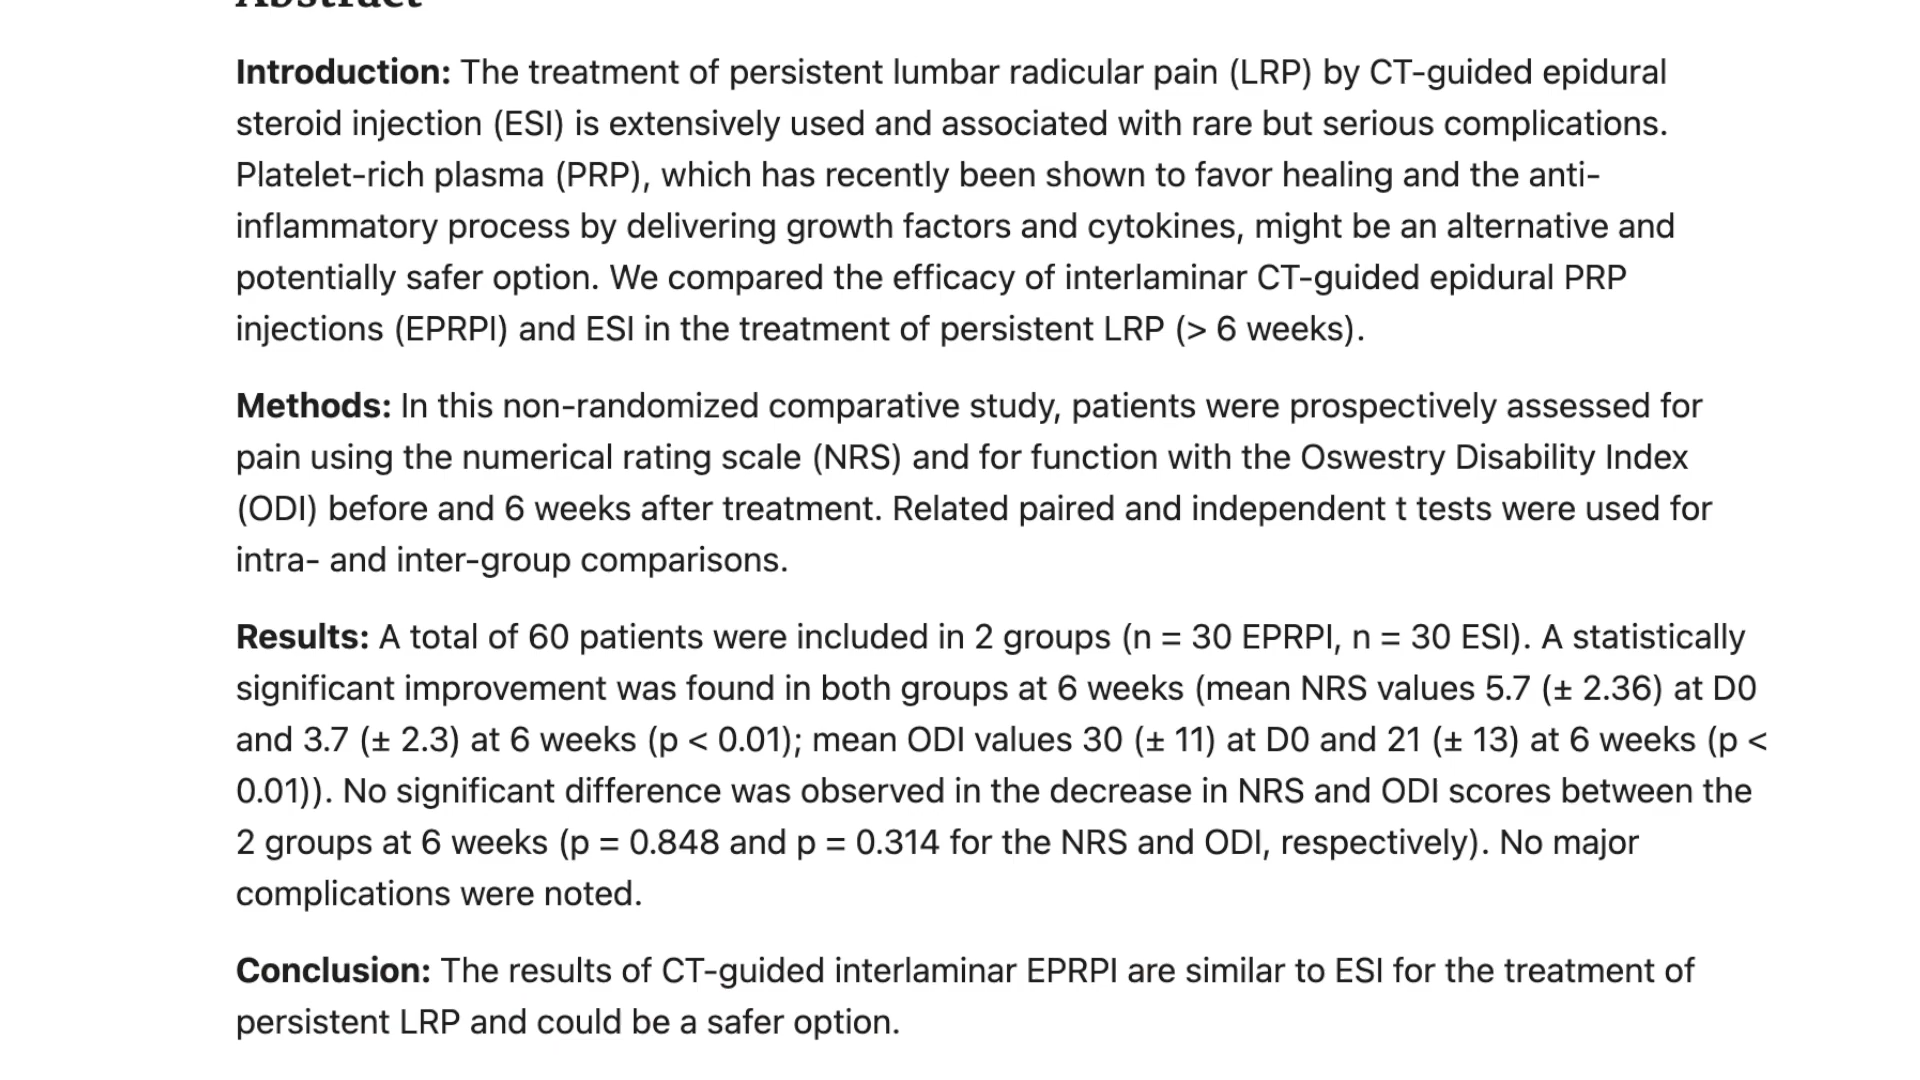 Abstract
Introduction: The treatment of persistent lumbar radicular pain (LRP) by CT-guided epidural
steroid injection (ESI) is extensively used and associated with rare but serious complications.
Platelet-rich plasma (PRP), which has recently been shown to favor healing and the anti-
inflammatory process by delivering growth factors and cytokines, might be an alternative and
potentially safer option. We compared the efficacy of interlaminar CT-guided epidural PRP
injections (EPRPI) and ESI in the treatment of persistent LRP (> 6 weeks).
Methods: In this non-randomized comparative study, patients were prospectively assessed for
pain using the numerical rating scale (NRS) and for function with the Oswestry Disability Index
(ODI) before and 6 weeks after treatment. Related paired and independent t tests were used for
intra- and inter-group comparisons.
Results: A total of 60 patients were included in 2 groups (n = 30 EPRPI, n = 30 ESI). A statistically
significant improvement was found in both groups at 6 weeks (mean NRS values 5.7 (± 2.36) at D0
and 3.7 (± 2.3) at 6 weeks (p < 0.01); mean ODI values 30 (± 11) at D0 and 21 (± 13) at 6 weeks (p <
0.01)). No significant difference was observed in the decrease in NRS and ODI scores between the
2 groups at 6 weeks (p = 0.848 and p = 0.314 for the NRS and ODI, respectively). No major
complications were noted.
Conclusion: The results of CT-guided interlaminar EPRPI are similar to ESI for the treatment of
persistent LRP and could be a safer option.